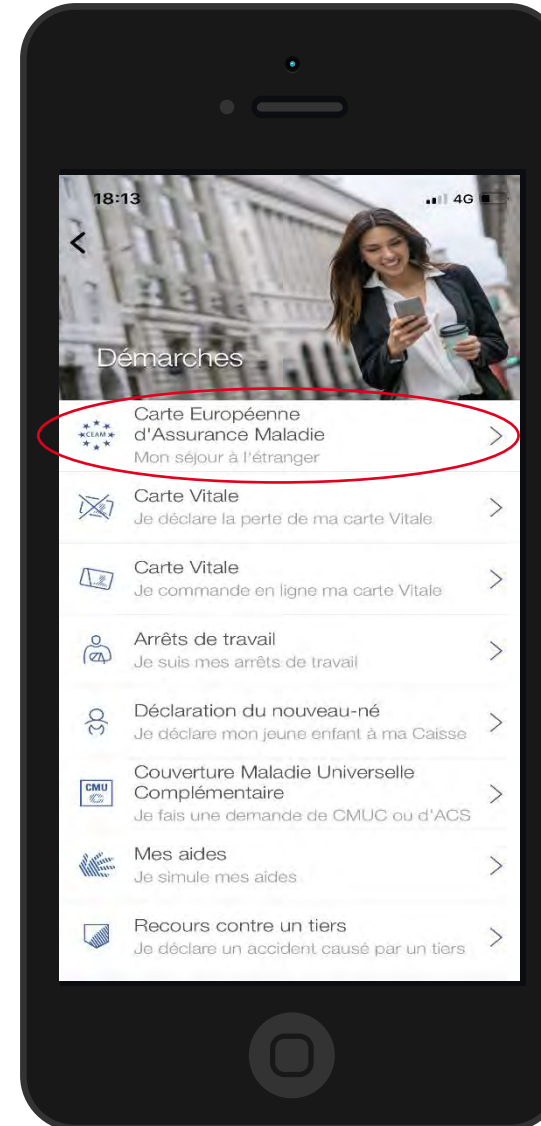 18:13
4G
Démarches
CEAM
Carte Européenne
d'Assurance Maladie
Mon séjour à l'étranger
Carte Vitale
Je déclare la perte de ma carte Vitale
Carte Vitale
Je commande en ligne ma carte Vitale
Arrêts de travail
Je suis mes arrêts de travail
Déclaration du nouveau-né
Je déclare mon jeune enfant à ma Caisse
CMU
C
Couverture Maladie Universelle
Complémentaire
Je fais une demande de CMUC ou d'ACS
Mes aides
Je simule mes aides
Recours contre un tiers
Je déclare un accident causé par un tiers